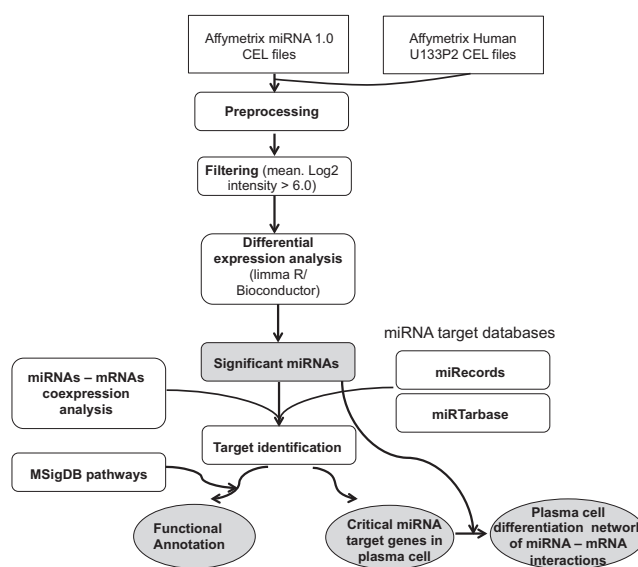 Affymetrix miRNA 1.0
CEL files
Affymetrix Human
U133P2 CEL files
Preprocessing
Filtering (mean. Log2
intensity > 6.0)
Differential
expression analysis
(limma R/
Bioconductor)
miRNA target databases
Significant miRNAs
miRNAs – mRNAs
coexpression
analysis
miRecords
miRTarbase
Target identification
MSigDB pathways
Functional
Annotation
Critical miRNA
target genes in
plasma cell
Plasma cell
differentiation network
of miRNA – mRNA
interactions